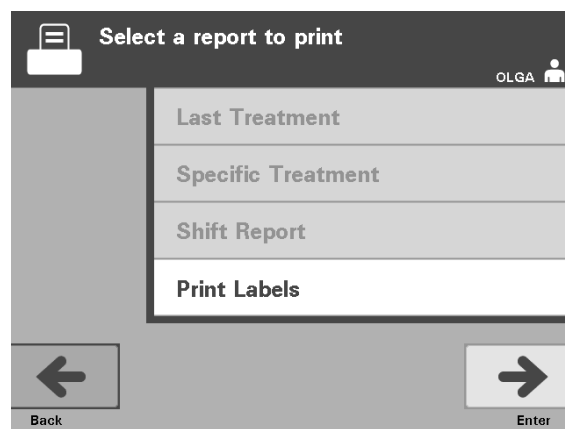 Select a report to print
OLGA
Last Treatment
Specific Treatment
Shift Report
Print Labels
Back
Enter